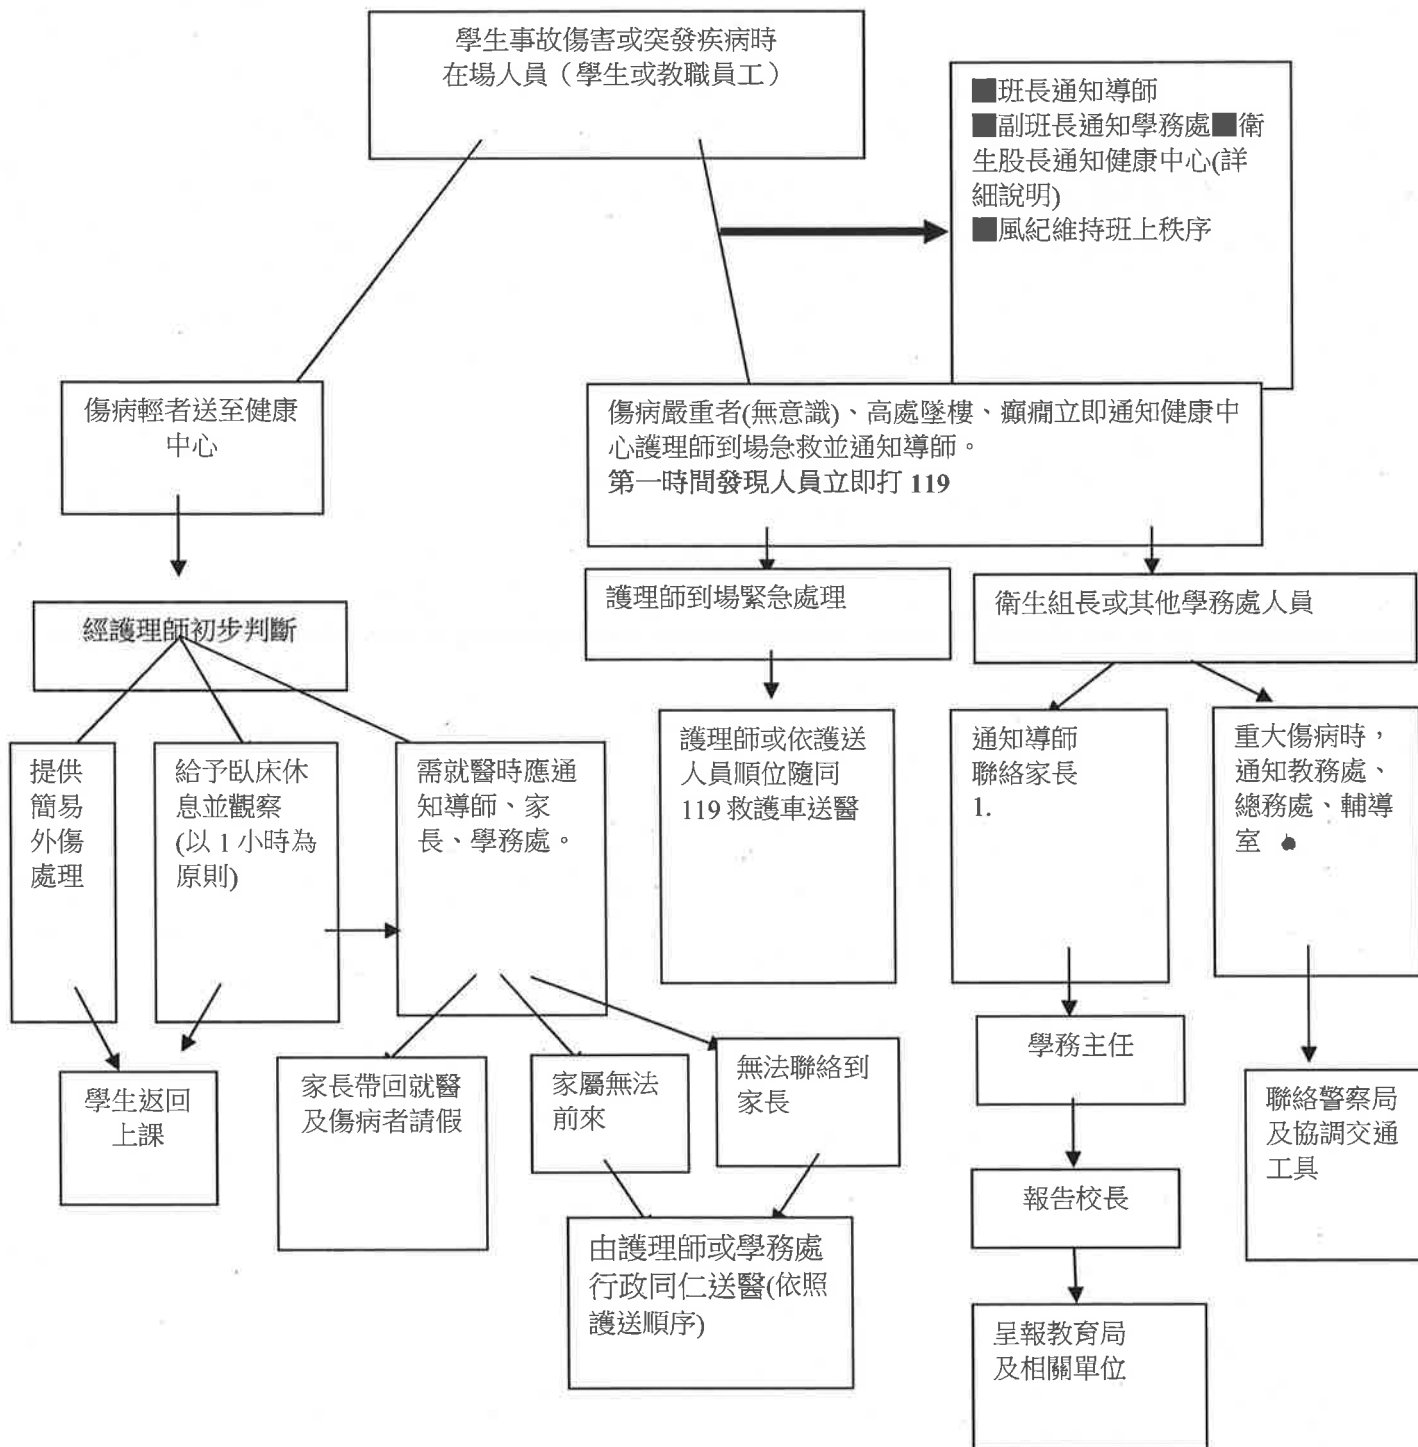 學生事故傷害或突發疾病時
在場人員（學生或教職員工）
■班長通知導師
■副班長通知學務處■衛
生股長通知健康中心(詳
細說明)
■風紀維持班上秩序
傷病輕者送至健康
中心
傷病嚴重者(無意識)、高處墜樓、癲癇立即通知健康中
心護理師到場急救並通知導師。
第一時間發現人員立即打 119
經護理師初步判斷
護理師到場緊急處理
衛生組長或其他學務處人員
提供
簡易
外傷
處理
給予臥床休
息並觀察
(以 1 小時為
原則)
需就醫時應通
知導師、家
長、學務處。
護理師或依護送
人員順位隨同
119 救護車送醫
通知導師
聯絡家長
1.
重大傷病時，
通知教務處、
總務處、輔導
室
學生返回
上課
家長帶回就醫
及傷病者請假
家屬無法
前來
無法聯絡到
家長
學務主任
聯絡警察局
及協調交通
工具
由護理師或學務處
行政同仁送醫(依照
護送順序)
報告校長
呈報教育局
及相關單位